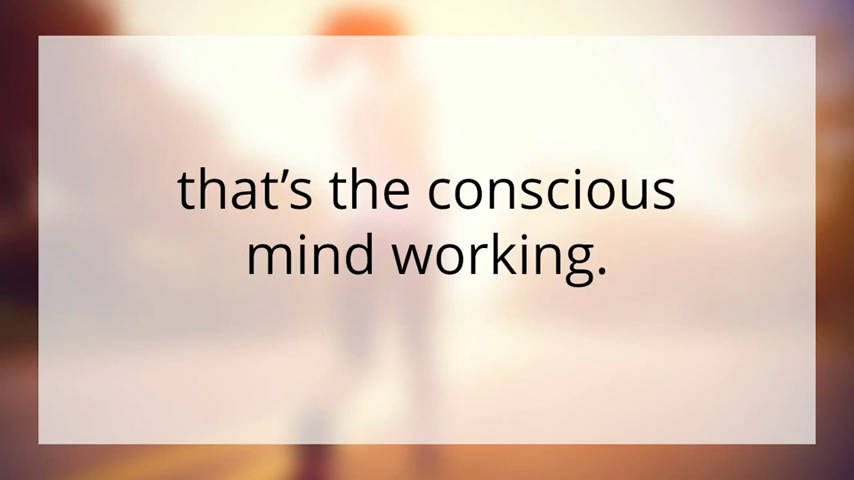 that’s the conscious
mind working.